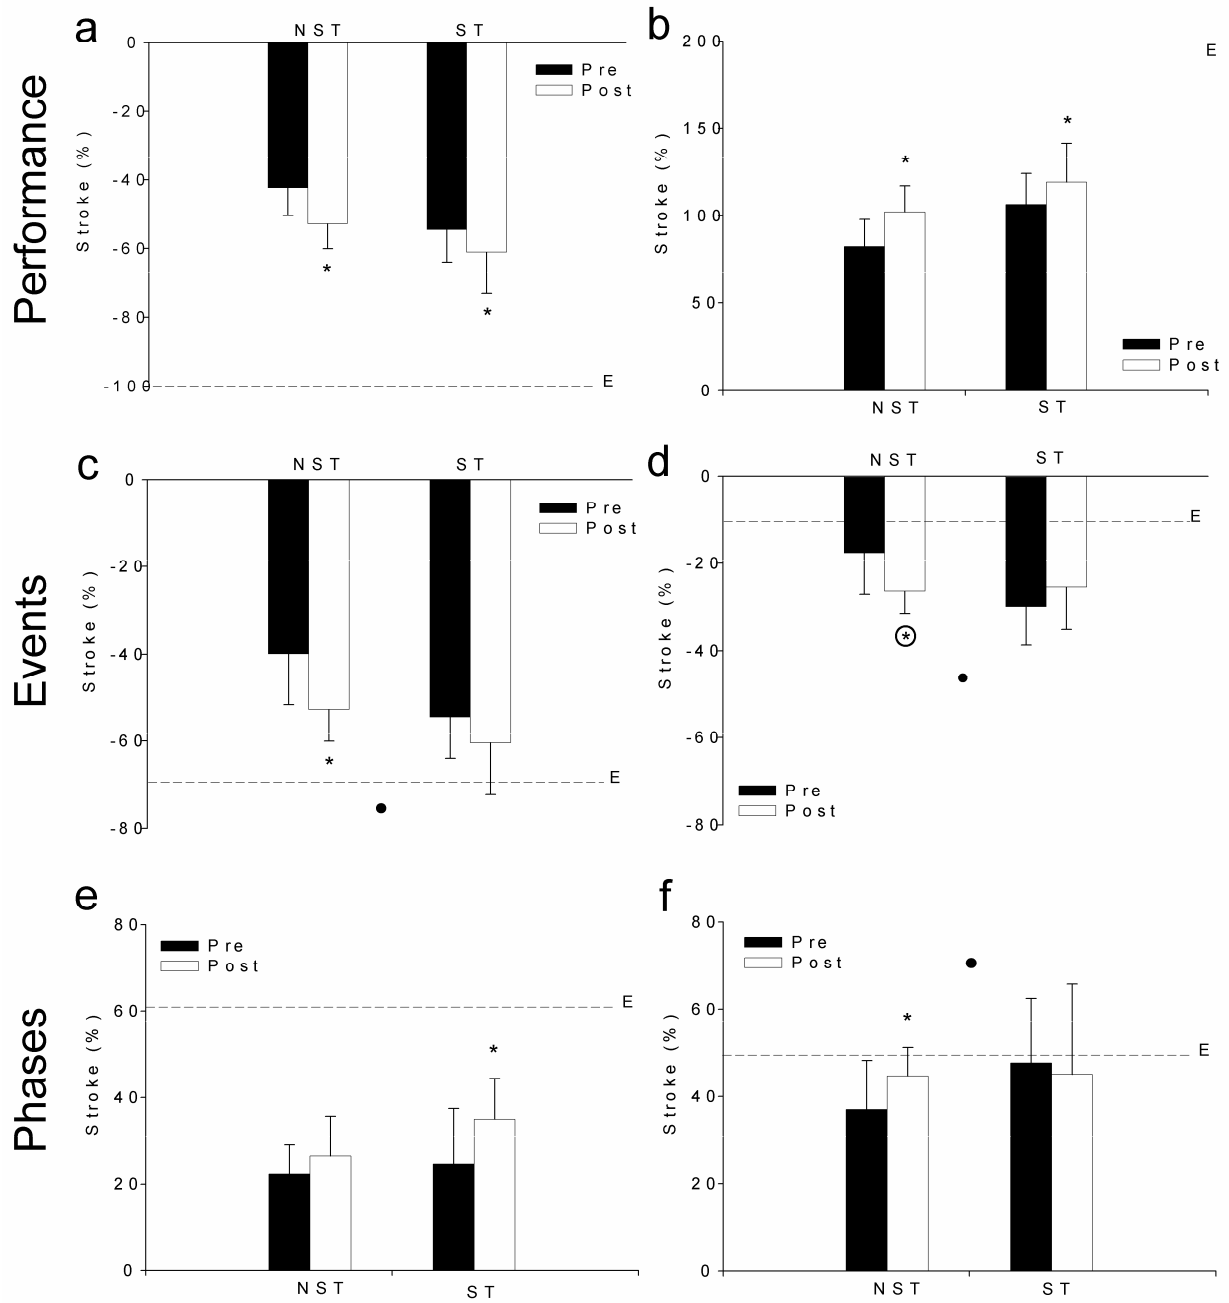 Performance
a
NST
ST
Pre
Post
0
-20
-40
-60
-80
-100
Stroke (%)
E
b
200
150
100
50
0
Stroke (%)
E
*
*
*
*
Pre
Post
NST
ST
Events
c
NST
ST
Pre
Post
0
-20
-40
-60
-80
Stroke (%)
*
E
d
NST
ST
0
-20
-40
-60
-80
Stroke (%)
E
*
Pre
Post
Phases
e
80
60
40
20
0
Stroke (%)
Pre
Post
E
*
NST
ST
f
80
60
40
20
0
Stroke (%)
Pre
Post
*
E
NST
ST